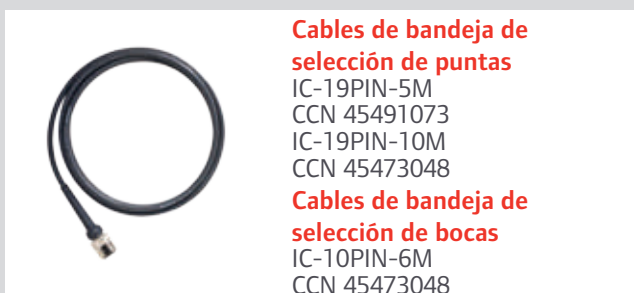 Cables de bandeja de
selección de puntas
IC-19PIN-5M
CCN 45491073
IC-19PIN-10M
CCN 45473048
Cables de bandeja de
selección de bocas
IC-10PIN-6M
CCN 45473048